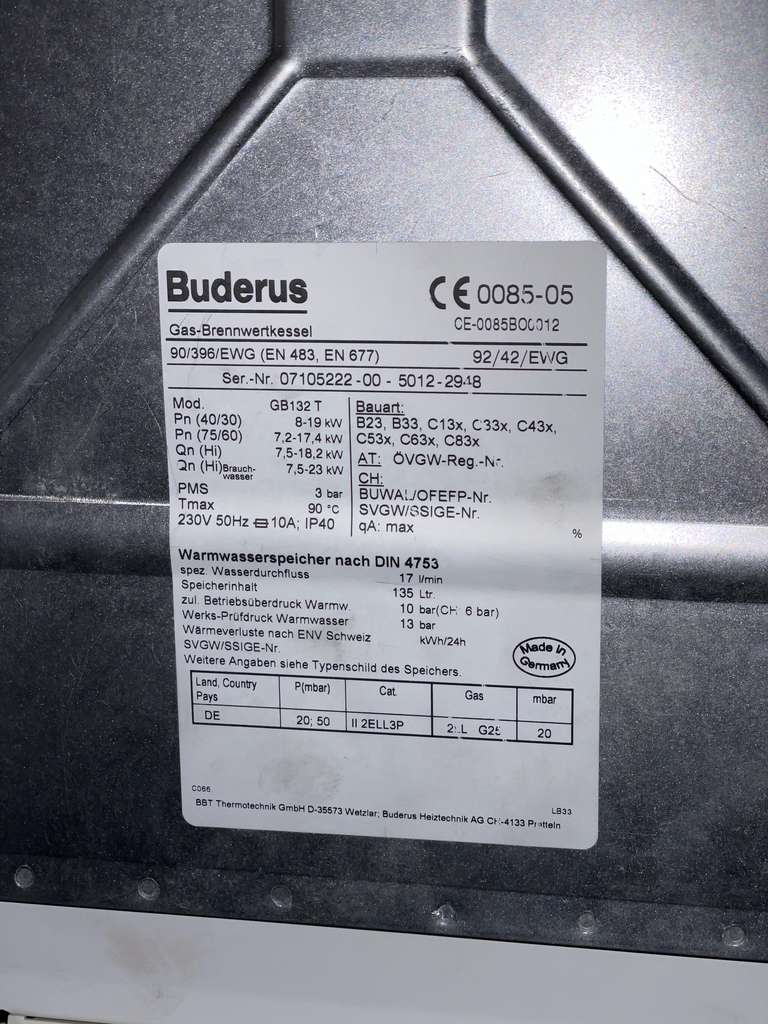 Buderus
CE 0085-05
CE-0085BO0012
Gas-Brennwertkessel
90/396/EWG (EN 483, EN 677) 92/42/EWG
Ser.-Nr. 07105222-00 - 5012-2948
Mod. GB132 T
Pn (40/30) 8-19 kW
Pn (75/60) 7,2-17,4 kW
Qn (Hi) 7,5-18,2 kW
Qn (Hi) Brauch-wasser 7,5-23 kW
PMS 3 bar
Tmax 90 °C
230V 50Hz 10A; IP40
Bauart:
B23, B33, C13x, C33x, C43x,
C53x, C63x, C83x
AT: ÖVGW-Reg.-Nr.
CH:
BUWAL/OFEFP-Nr.
SVGW/SSIGE-Nr.
qA: max %
Warmwasserspeicher nach DIN 4753
spez. Wasserdurchfluss 17 l/min
Speicherinhalt 135 Ltr.
zul. Betriebsüberdruck Warmw. 10 bar(CH: 6 bar)
Werks-Prüfdruck Warmwasser 13 bar
Wärmeverluste nach ENV Schweiz kWh/24h
SVGW/SSIGE-Nr.
Made in
Germany
Weitere Angaben siehe Typenschild des Speichers.
Land, Country P(mbar) Cat. Gas mbar
Pays
DE 20; 50 II 2ELL3P 2LL G25 20
C066
LB33
BBT Thermotechnik GmbH D-35573 Wetzlar; Buderus Heiztechnik AG CH-4133 Pratteln